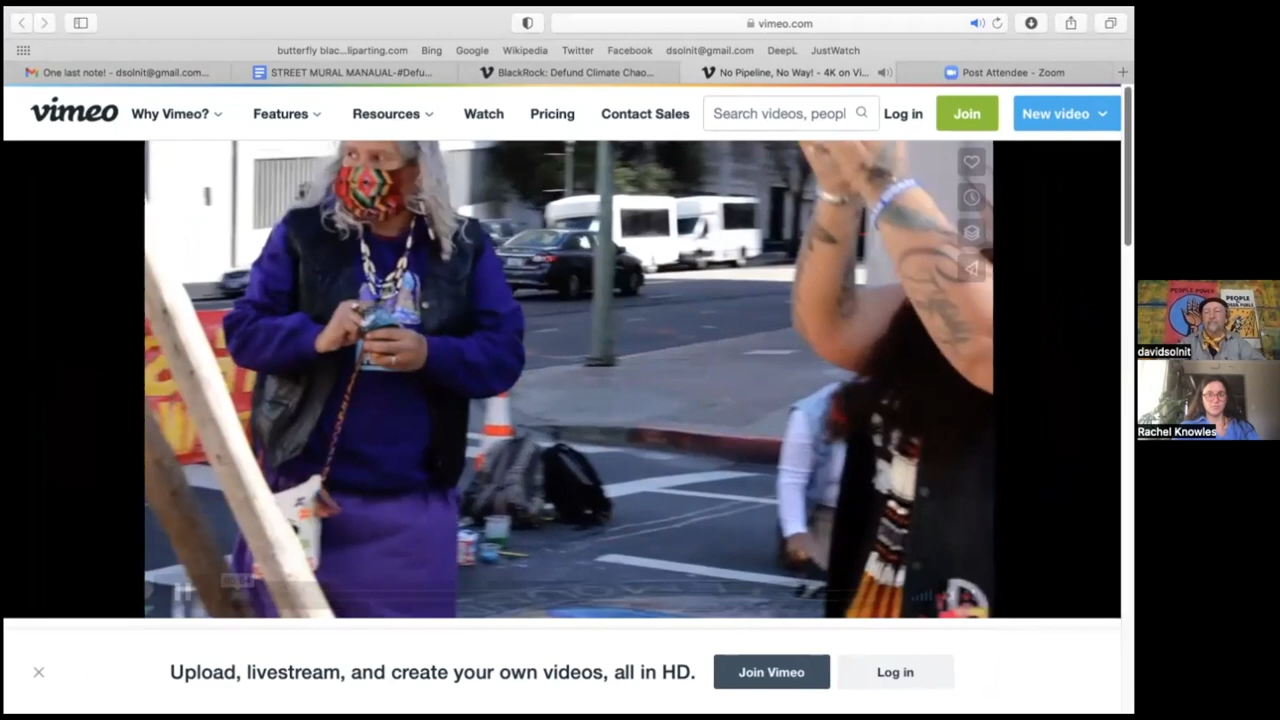 vimeo.com
butterfly blac...liparting.com Bing Google Wikipedia Twitter Facebook dsolnit@gmail.com DeepL JustWatch
One last note! - dsolnit@gmail.com... STREET MURAL MANAUAL-#Defu... BlackRock: Defund Climate Chao... No Pipeline, No Way! - 4K on Vi... Post Attendee - Zoom
vimeo Why Vimeo? Features Resources Watch Pricing Contact Sales Search videos, peopl Log in Join New video
PEOPLE POWER
PEOPLE
davidsolnit
Rachel Knowles
Upload, livestream, and create your own videos, all in HD. Join Vimeo Log in